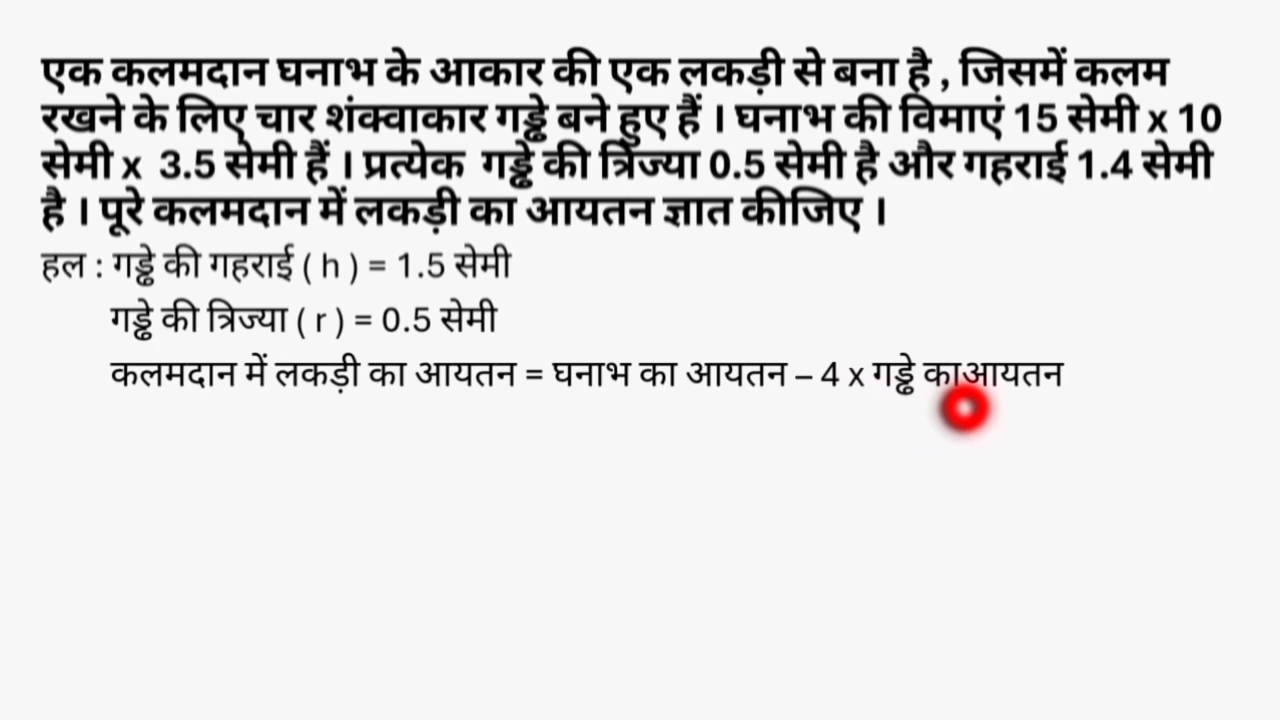 एक कलमदान घनाभ के आकार की एक लकड़ी से बना है , जिसमें कलम
रखने के लिए चार शंक्वाकार गड्ढे बने हुए हैं । घनाभ की विमाएं 15 सेमी x 10
सेमी x 3.5 सेमी हैं । प्रत्येक गड्ढे की त्रिज्या 0.5 सेमी है और गहराई 1.4 सेमी
है । पूरे कलमदान में लकड़ी का आयतन ज्ञात कीजिए ।
हल : गड्ढे की गहराई ( h ) = 1.5 सेमी
गड्ढे की त्रिज्या ( r ) = 0.5 सेमी
कलमदान में लकड़ी का आयतन = घनाभ का आयतन – 4 x गड्ढे काआयतन